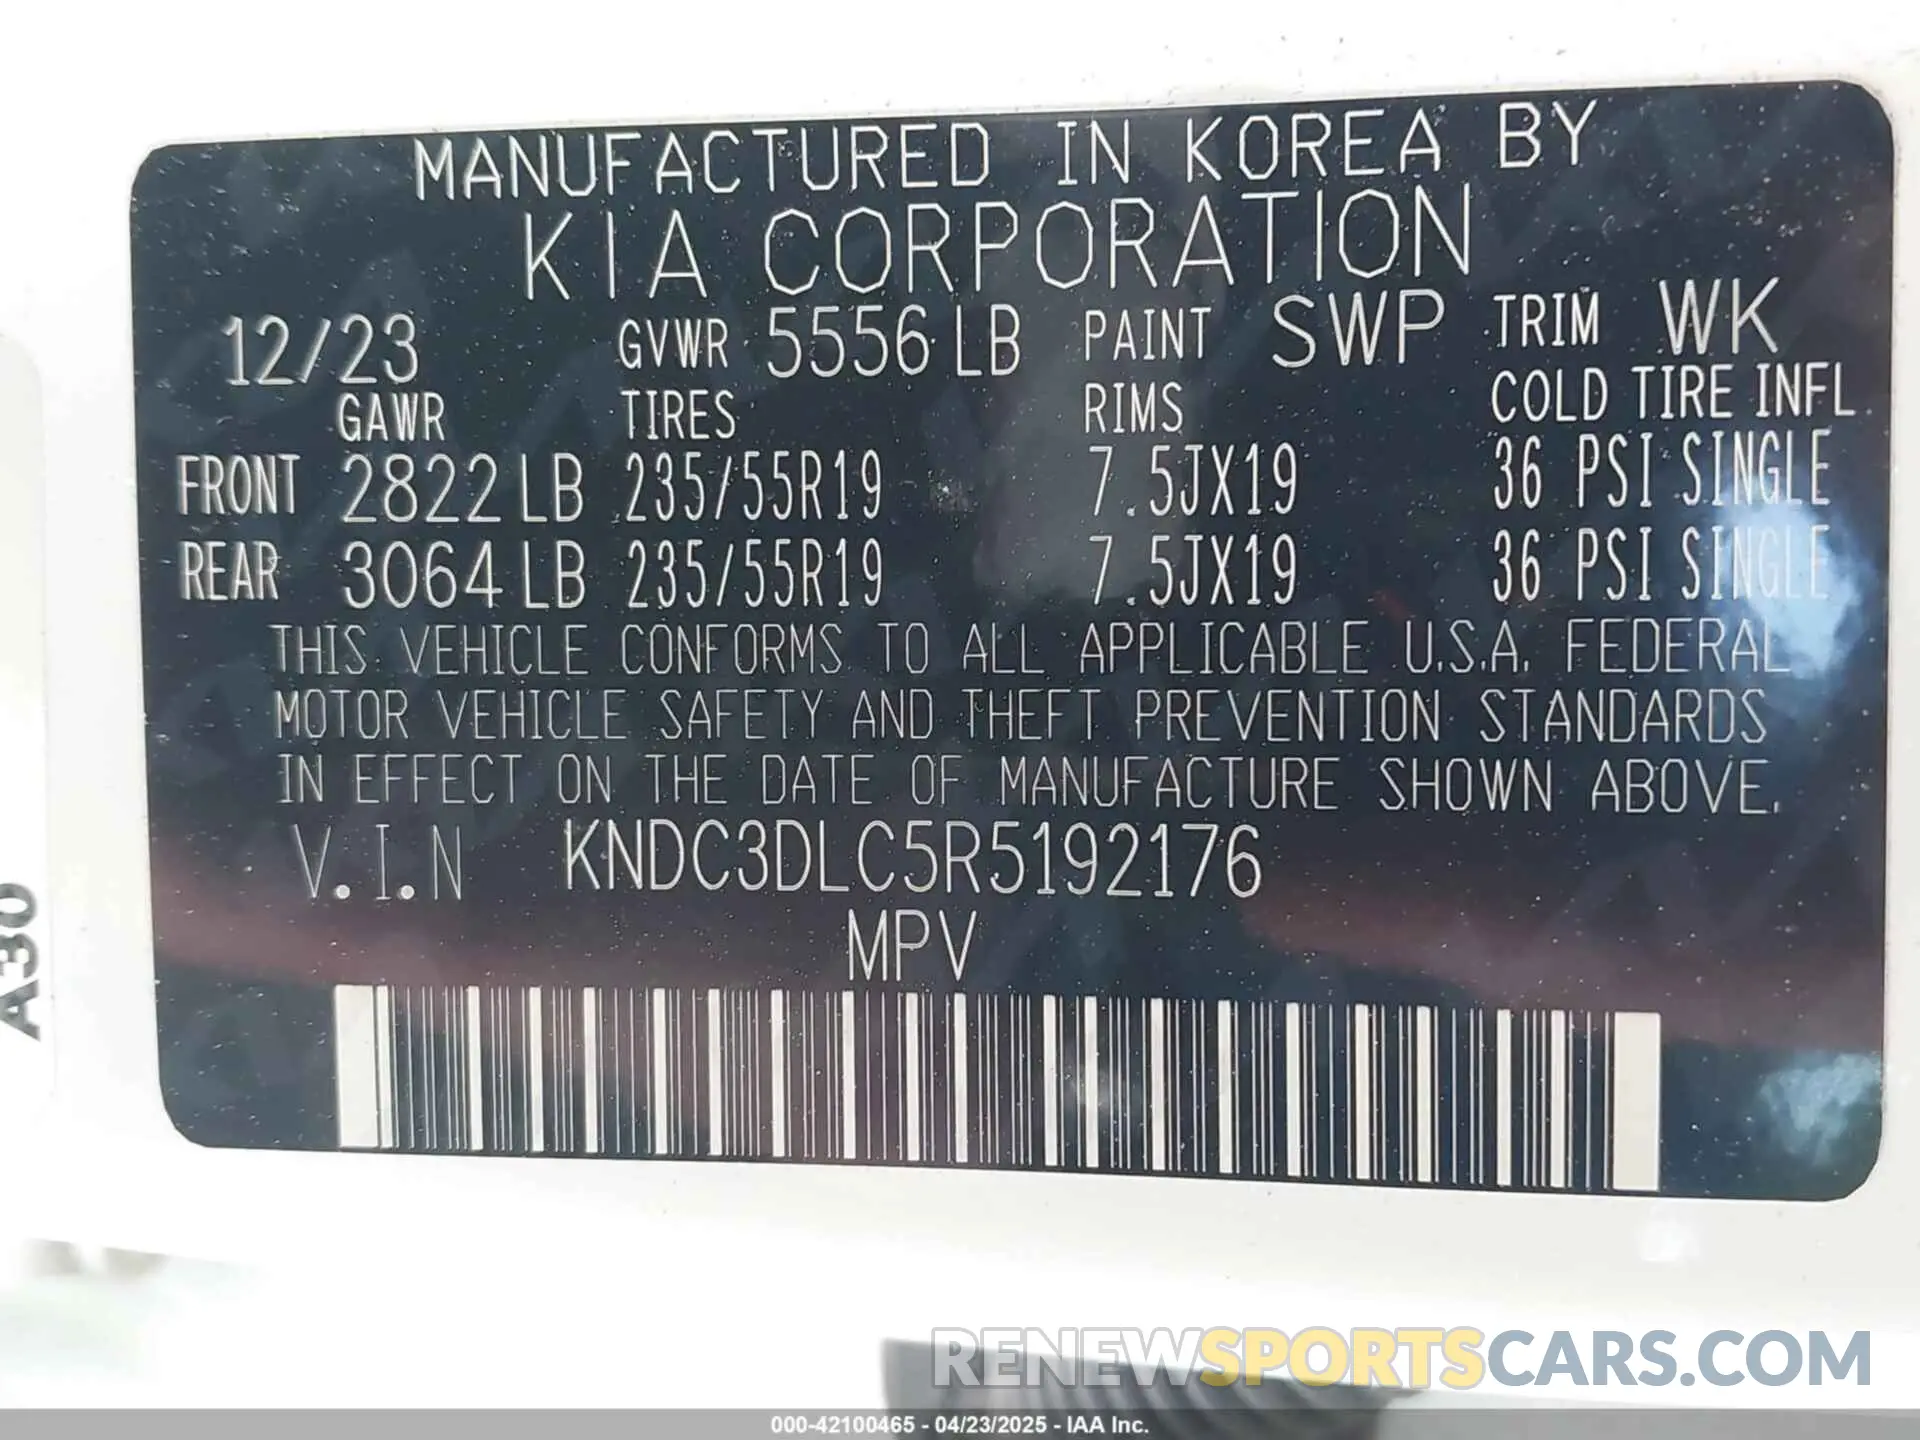 MANUFACTURED IN KOREA BY
KIA CORPORATION
12/23 GVWR 5556 LB PAINT SWP TRIM WK
GAWR TIRES RIMS COLD TIRE INFL.
FRONT 2822 LB 235/55R19 7.5JX19 36 PSI SINGLE
REAR 3064 LB 235/55R19 7.5JX19 36 PSI SINGLE
THIS VEHICLE CONFORMS TO ALL APPLICABLE U.S.A. FEDERAL
MOTOR VEHICLE SAFETY AND THEFT PREVENTION STANDARDS
IN EFFECT ON THE DATE OF MANUFACTURE SHOWN ABOVE.
V.I.N KNDC3DLC5R5192176
MPV
A30
RENEWSPORTSCARS.COM
000-42100465 - 04/23/2025 - IAA Inc.